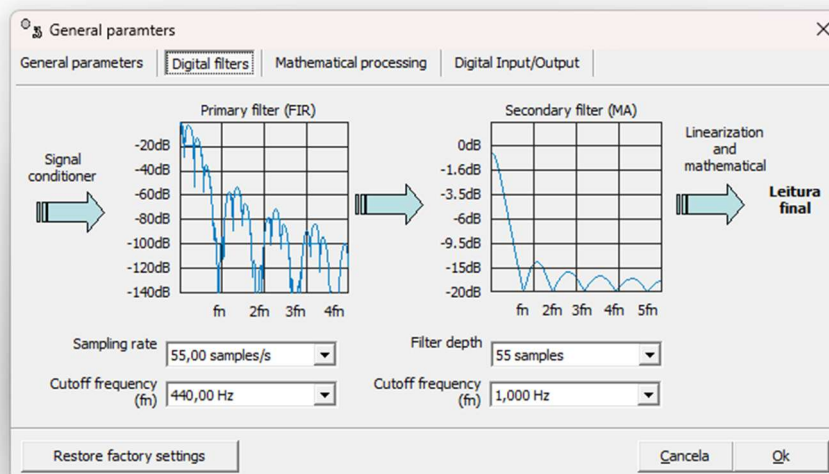 General paramters
General parameters
Digital filters
Mathematical processing
Digital Input/Output
Primary filter (FIR)
Secondary filter (MA)
Signal
conditioner
-20dB
-40dB
-60dB
-80dB
-100dB
-120dB
-140dB
fn
2fn
3fn
4fn
0dB
-1.6dB
-3.5dB
-6dB
-9.5dB
-15dB
-20dB
fn
2fn
3fn
4fn
5fn
Linearization
and
mathematical
Leitura
final
Sampling rate
55,00 samples/s
Cutoff frequency
(fn)
440,00 Hz
Filter depth
55 samples
Cutoff frequency
(fn)
1,000 Hz
Restore factory settings
Cancela
Ok